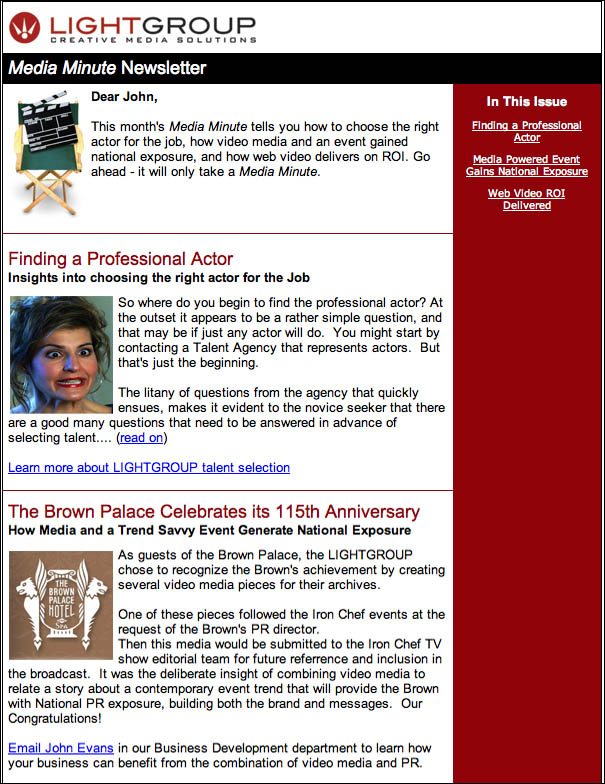 LIGHTGROUP
CREATIVE MEDIA SOLUTIONS
Media Minute Newsletter
Dear John,
This month's Media Minute tells you how to choose the right
actor for the job, how video media and an event gained
national exposure, and how web video delivers on ROI. Go
ahead - it will only take a Media Minute.
In This Issue
Finding a Professional
Actor
Media Powered Event
Gains National Exposure
Web Video ROI
Delivered
Finding a Professional Actor
Insights into choosing the right actor for the Job
So where do you begin to find the professional actor? At
the outset it appears to be a rather simple question, and
that may be if just any actor will do. You might start by
contacting a Talent Agency that represents actors. But
that's just the beginning.
The litany of questions from the agency that quickly
ensues, makes it evident to the novice seeker that there
are a good many questions that need to be answered in advance of
selecting talent.... (read on)
Learn more about LIGHTGROUP talent selection
The Brown Palace Celebrates its 115th Anniversary
How Media and a Trend Savvy Event Generate National Exposure
THE
BROWN
PALACE
HOTEL
& Spa
As guests of the Brown Palace, the LIGHTGROUP
chose to recognize the Brown's achievement by creating
several video media pieces for their archives.
One of these pieces followed the Iron Chef events at the
request of the Brown's PR director.
Then this media would be submitted to the Iron Chef TV
show editorial team for future referrence and inclusion in
the broadcast. It was the deliberate insight of combining video media to
relate a story about a contemporary event trend that will provide the Brown
with National PR exposure, building both the brand and messages. Our
Congratulations!
Email John Evans in our Business Development department to learn how
your business can benefit from the combination of video media and PR.